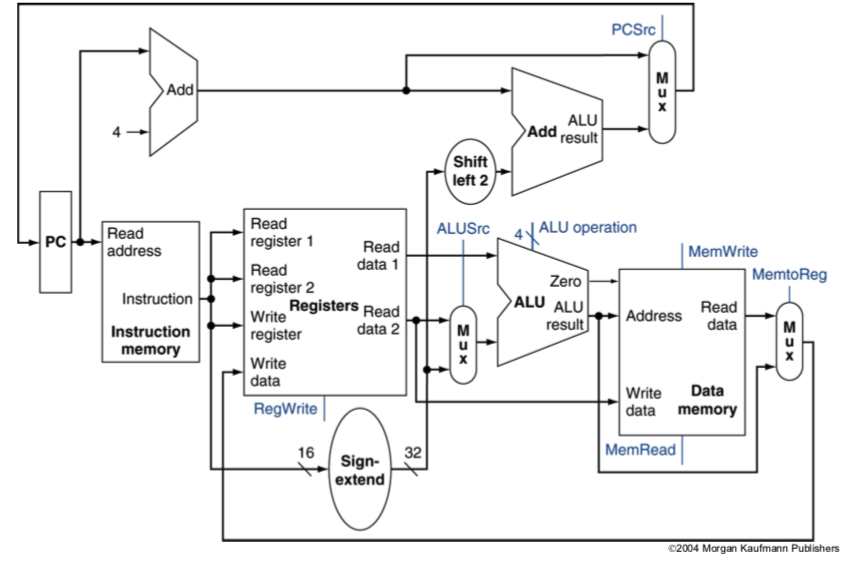 PCSrc
M
u
x
Add
4
Add
ALU
result
Shift
left 2
PC
Read
address
Instruction
Instruction
memory
Read
register 1
Read
register 2
Write
register
Write
data
Registers
Read
data 1
Read
data 2
RegWrite
ALUSrc
M
u
x
4
ALU operation
Zero
ALU
ALU
result
MemWrite
Address
Read
data
Write
data
Data
memory
MemRead
MemtoReg
M
u
x
16
Sign-
extend
32
©2004 Morgan Kaufmann Publishers